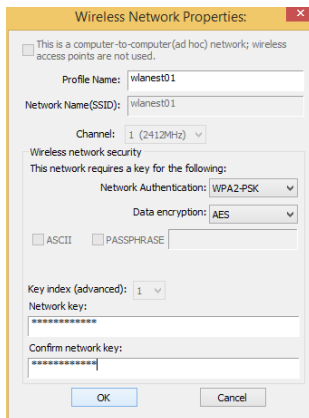 Wireless Network Properties:
This is a computer-to-computer(ad hoc) network; wireless
access points are not used.
Profile Name: wlanest01
Network Name(SSID): wlanest01
Channel: 1 (2412MHz)
Wireless network security
This network requires a key for the following:
Network Authentication: WPA2-PSK
Data encryption: AES
ASCII PASSPHRASE
Key index (advanced): 1
Network key:
************
Confirm network key:
************
OK Cancel